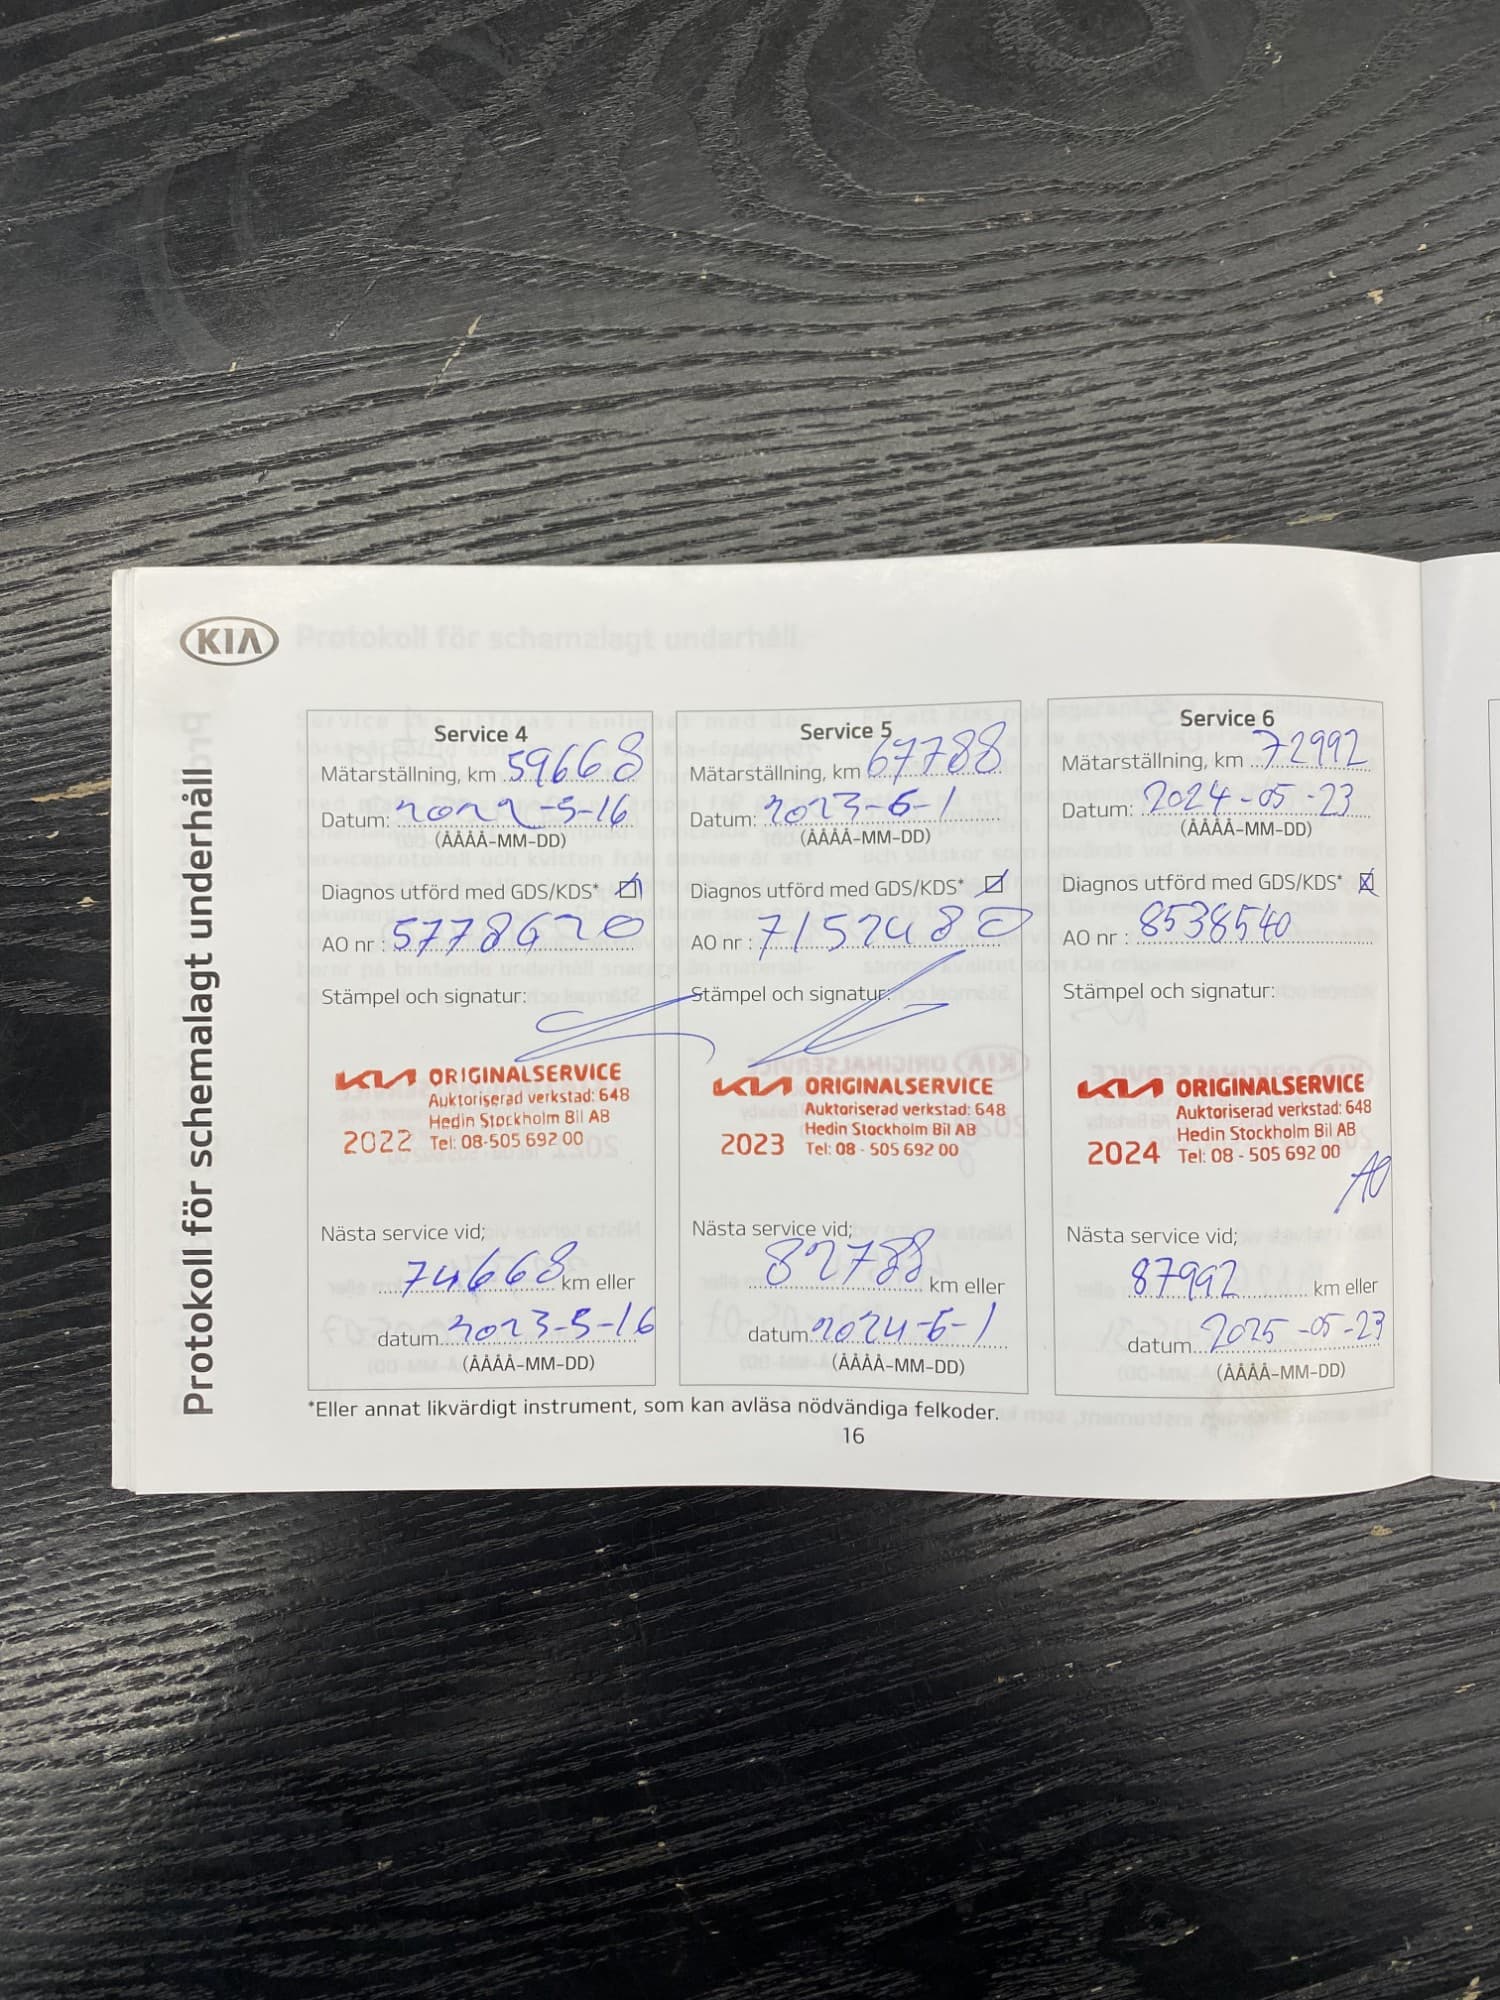 KIA
Protokoll för schemalagt underhåll
Service 4
Mätarställning, km 59668
Datum: 2022-5-16
(ÅÅÅÅ-MM-DD)
Diagnos utförd med GDS/KDS*
AO nr: 5778620
Stämpel och signatur:
KIA ORIGINALSERVICE
Auktoriserad verkstad: 648
Hedin Stockholm Bil AB
2022 Tel: 08-505 692 00
Nästa service vid;
74668 km eller
datum 2023-5-16
(ÅÅÅÅ-MM-DD)
Service 5
Mätarställning, km 67788
Datum: 2023-6-1
(ÅÅÅÅ-MM-DD)
Diagnos utförd med GDS/KDS*
AO nr: 7152480
Stämpel och signatur:
KIA ORIGINALSERVICE
Auktoriserad verkstad: 648
Hedin Stockholm Bil AB
2023 Tel: 08 - 505 692 00
Nästa service vid;
82788 km eller
datum 2024-6-1
(ÅÅÅÅ-MM-DD)
Service 6
Mätarställning, km 72992
Datum: 2024-05-23
(ÅÅÅÅ-MM-DD)
Diagnos utförd med GDS/KDS*
AO nr: 8538540
Stämpel och signatur:
KIA ORIGINALSERVICE
Auktoriserad verkstad: 648
Hedin Stockholm Bil AB
2024 Tel: 08 - 505 692 00
Nästa service vid;
87992 km eller
datum 2025-05-23
(ÅÅÅÅ-MM-DD)
*Eller annat likvärdigt instrument, som kan avläsa nödvändiga felkoder.
16